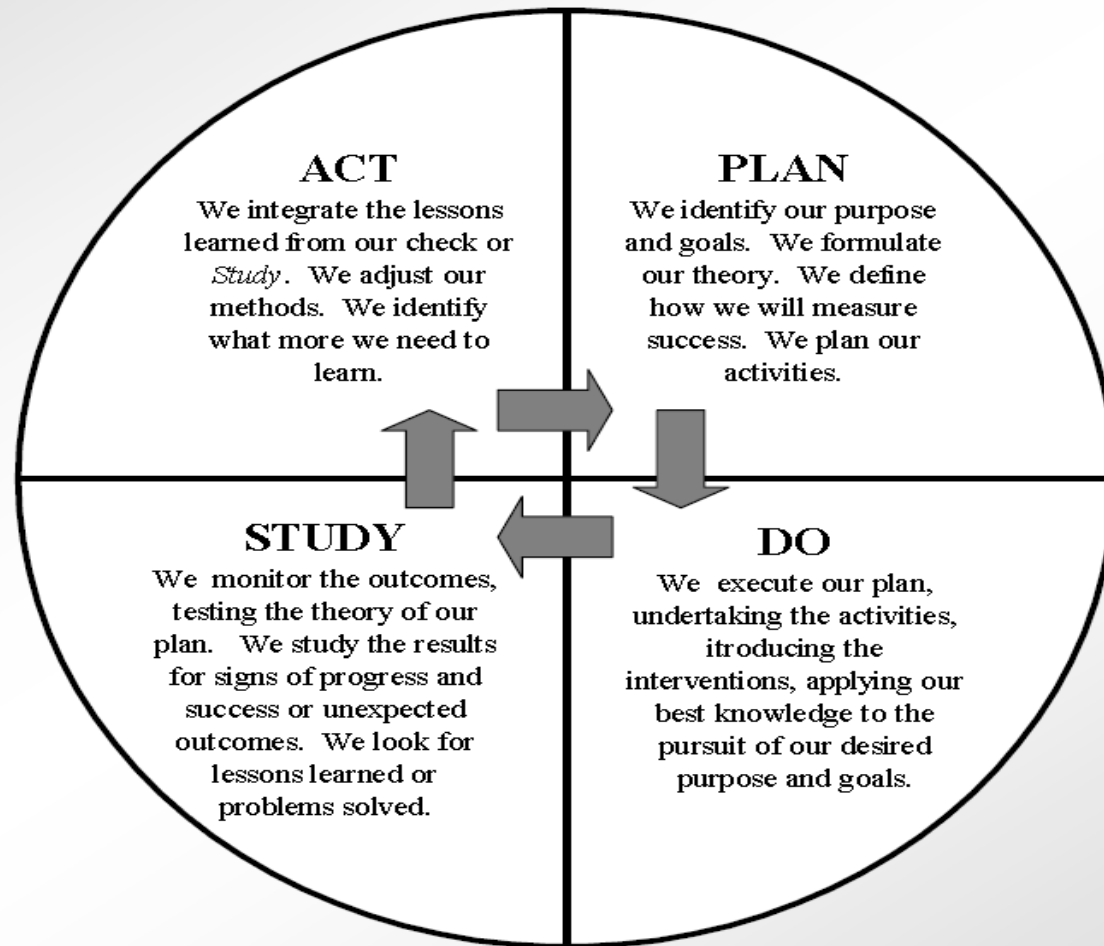 ACT
We integrate the lessons
learned from our check or
Study. We adjust our
methods. We identify
what more we need to
learn.
PLAN
We identify our purpose
and goals. We formulate
our theory. We define
how we will measure
success. We plan our
activities.
STUDY
We monitor the outcomes,
testing the theory of our
plan. We study the results
for signs of progress and
success or unexpected
outcomes. We look for
lessons learned or
problems solved.
DO
We execute our plan,
undertaking the activities,
itroducing the
interventions, applying our
best knowledge to the
pursuit of our desired
purpose and goals.